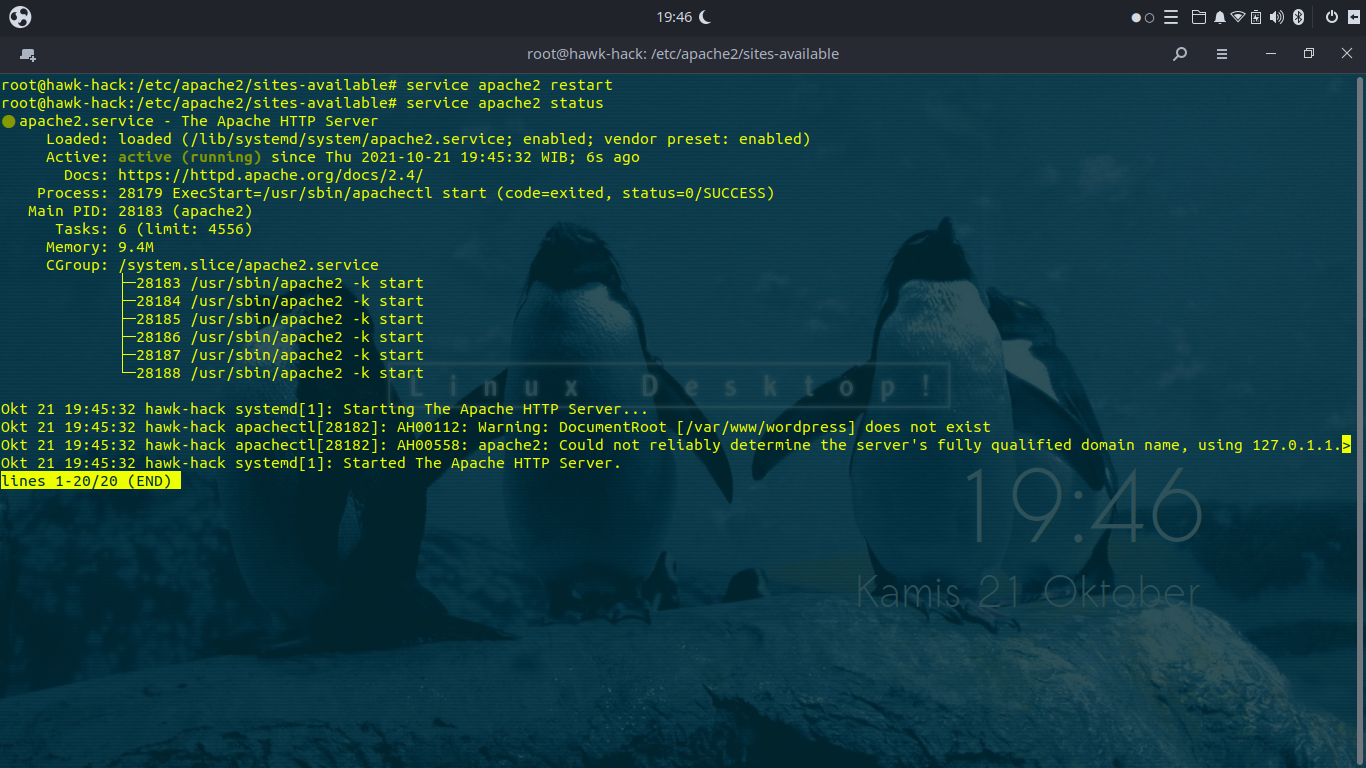 19:46
root@hawk-hack: /etc/apache2/sites-available
root@hawk-hack:/etc/apache2/sites-available# service apache2 restart
root@hawk-hack:/etc/apache2/sites-available# service apache2 status
● apache2.service - The Apache HTTP Server
Loaded: loaded (/lib/systemd/system/apache2.service; enabled; vendor preset: enabled)
Active: active (running) since Thu 2021-10-21 19:45:32 WIB; 6s ago
Docs: https://httpd.apache.org/docs/2.4/
Process: 28179 ExecStart=/usr/sbin/apachectl start (code=exited, status=0/SUCCESS)
Main PID: 28183 (apache2)
Tasks: 6 (limit: 4556)
Memory: 9.4M
CGroup: /system.slice/apache2.service
├─28183 /usr/sbin/apache2 -k start
├─28184 /usr/sbin/apache2 -k start
├─28185 /usr/sbin/apache2 -k start
├─28186 /usr/sbin/apache2 -k start
├─28187 /usr/sbin/apache2 -k start
└─28188 /usr/sbin/apache2 -k start
Linux Desktop!
Okt 21 19:45:32 hawk-hack systemd[1]: Starting The Apache HTTP Server...
Okt 21 19:45:32 hawk-hack apachectl[28182]: AH00112: Warning: DocumentRoot [/var/www/wordpress] does not exist
Okt 21 19:45:32 hawk-hack apachectl[28182]: AH00558: apache2: Could not reliably determine the server's fully qualified domain name, using 127.0.1.1.>
Okt 21 19:45:32 hawk-hack systemd[1]: Started The Apache HTTP Server.
lines 1-20/20 (END)
19:46
Kamis 21 Oktober